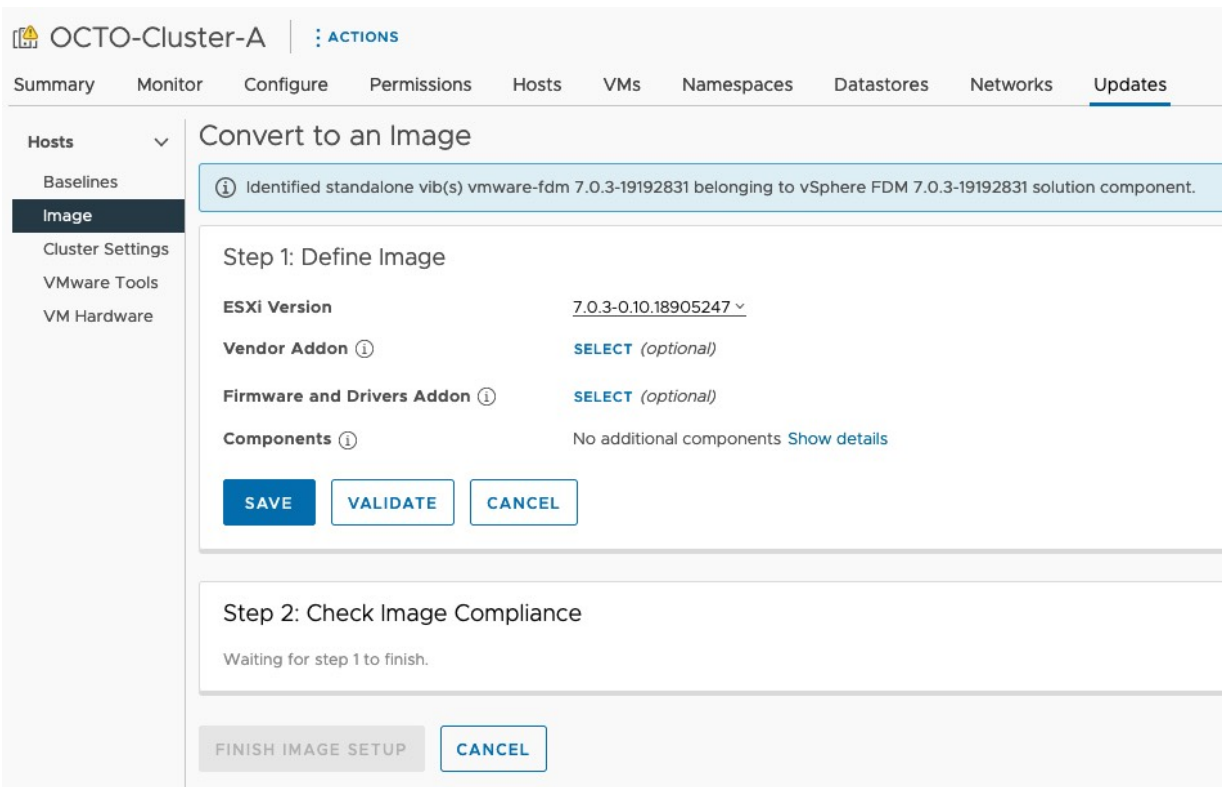 OCTO-Cluster-A ACTIONS
Summary Monitor Configure Permissions Hosts VMs Namespaces Datastores Networks Updates
Hosts
Baselines
Image
Cluster Settings
VMware Tools
VM Hardware
Convert to an Image
Identified standalone vib(s) vmware-fdm 7.0.3-19192831 belonging to vSphere FDM 7.0.3-19192831 solution component.
Step 1: Define Image
ESXi Version 7.0.3-0.10.18905247
Vendor Addon SELECT (optional)
Firmware and Drivers Addon SELECT (optional)
Components No additional components Show details
SAVE VALIDATE CANCEL
Step 2: Check Image Compliance
Waiting for step 1 to finish.
FINISH IMAGE SETUP CANCEL